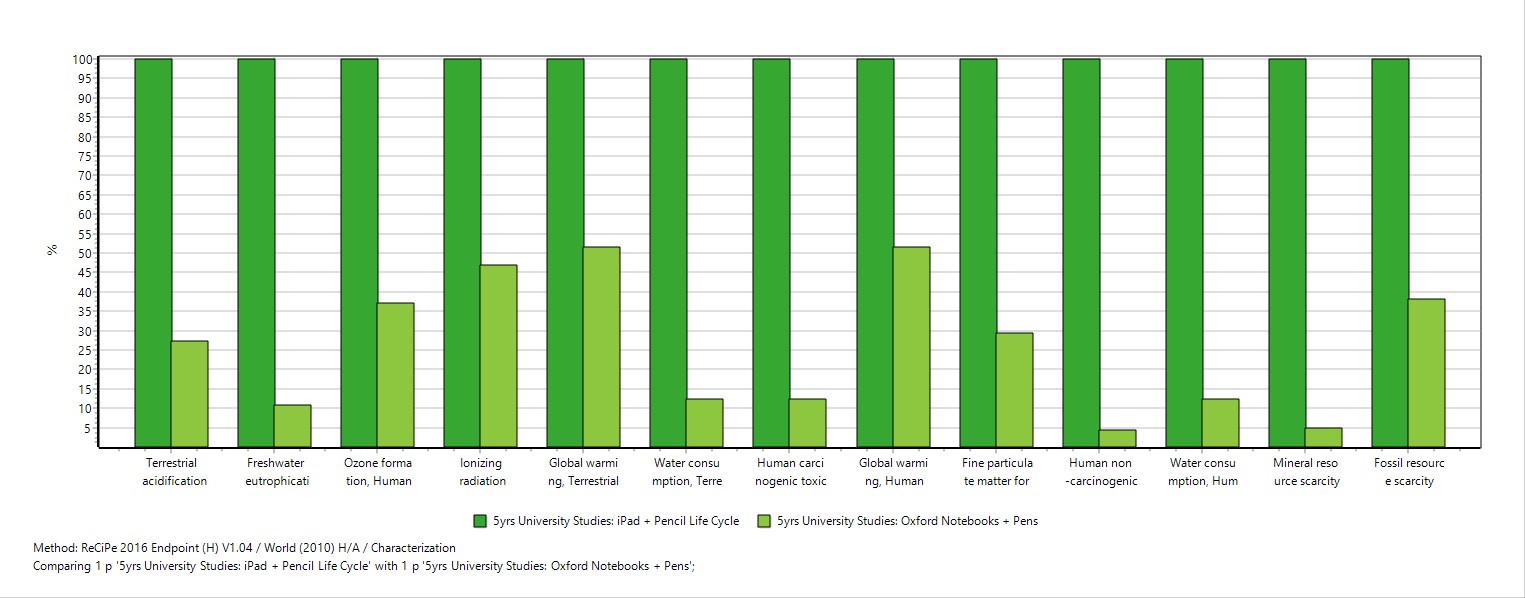 100
95
90
85
80
75
70
65
60
55
50
45
40
35
30
25
20
15
10
5
%
Terrestrial
acidification
Freshwater
eutrophicati
Ozone forma
tion, Human
Ionizing
radiation
Global warmi
ng, Terrestrial
Water consu
mption, Terre
Human carci
nogenic toxic
Global warmi
ng, Human
Fine particula
te matter for
Human non
-carcinogenic
Water consu
mption, Hum
Mineral reso
urce scarcity
Fossil resourc
e scarcity
5yrs University Studies: iPad + Pencil Life Cycle
5yrs University Studies: Oxford Notebooks + Pens
Method: ReCiPe 2016 Endpoint (H) V1.04 / World (2010) H/A / Characterization
Comparing 1 p '5yrs University Studies: iPad + Pencil Life Cycle' with 1 p '5yrs University Studies: Oxford Notebooks + Pens';